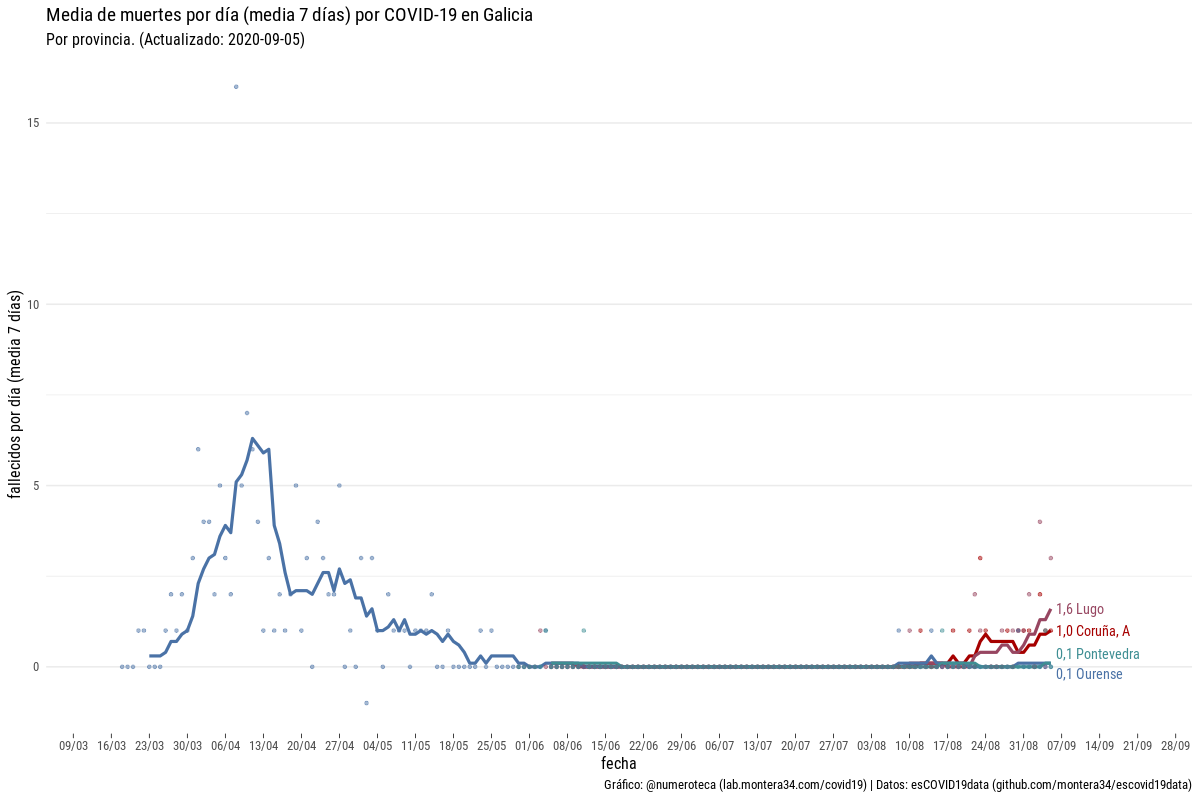 Media de muertes por día (media 7 días) por COVID-19 en Galicia
Por provincia. (Actualizado: 2020-09-05)
fallecidos por día (media 7 días)
15
10
5
0
1,6 Lugo
1,0 Coruña, A
0,1 Pontevedra
0,1 Ourense
09/03 16/03 23/03 30/03 06/04 13/04 20/04 27/04 04/05 11/05 18/05 25/05 01/06 08/06 15/06 22/06 29/06 06/07 13/07 20/07 27/07 03/08 10/08 17/08 24/08 31/08 07/09 14/09 21/09 28/09
fecha
Gráfico: @numeroteca (lab.montera34.com/covid19) | Datos: esCOVID19data (github.com/montera34/escovid19data)